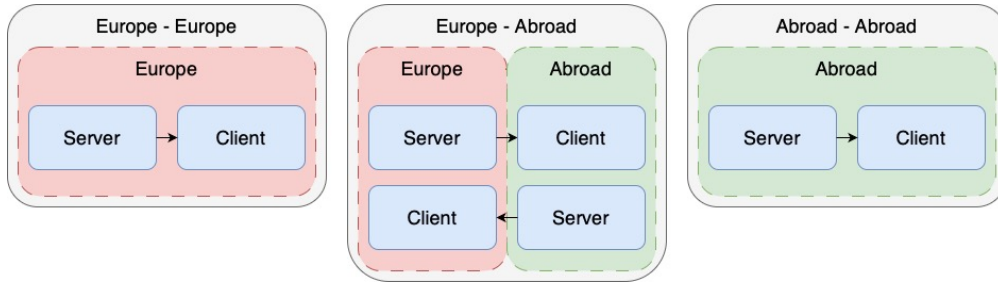 Europe - Europe
Europe
Server
Client
Europe - Abroad
Europe
Abroad
Server
Client
Client
Server
Abroad - Abroad
Abroad
Server
Client